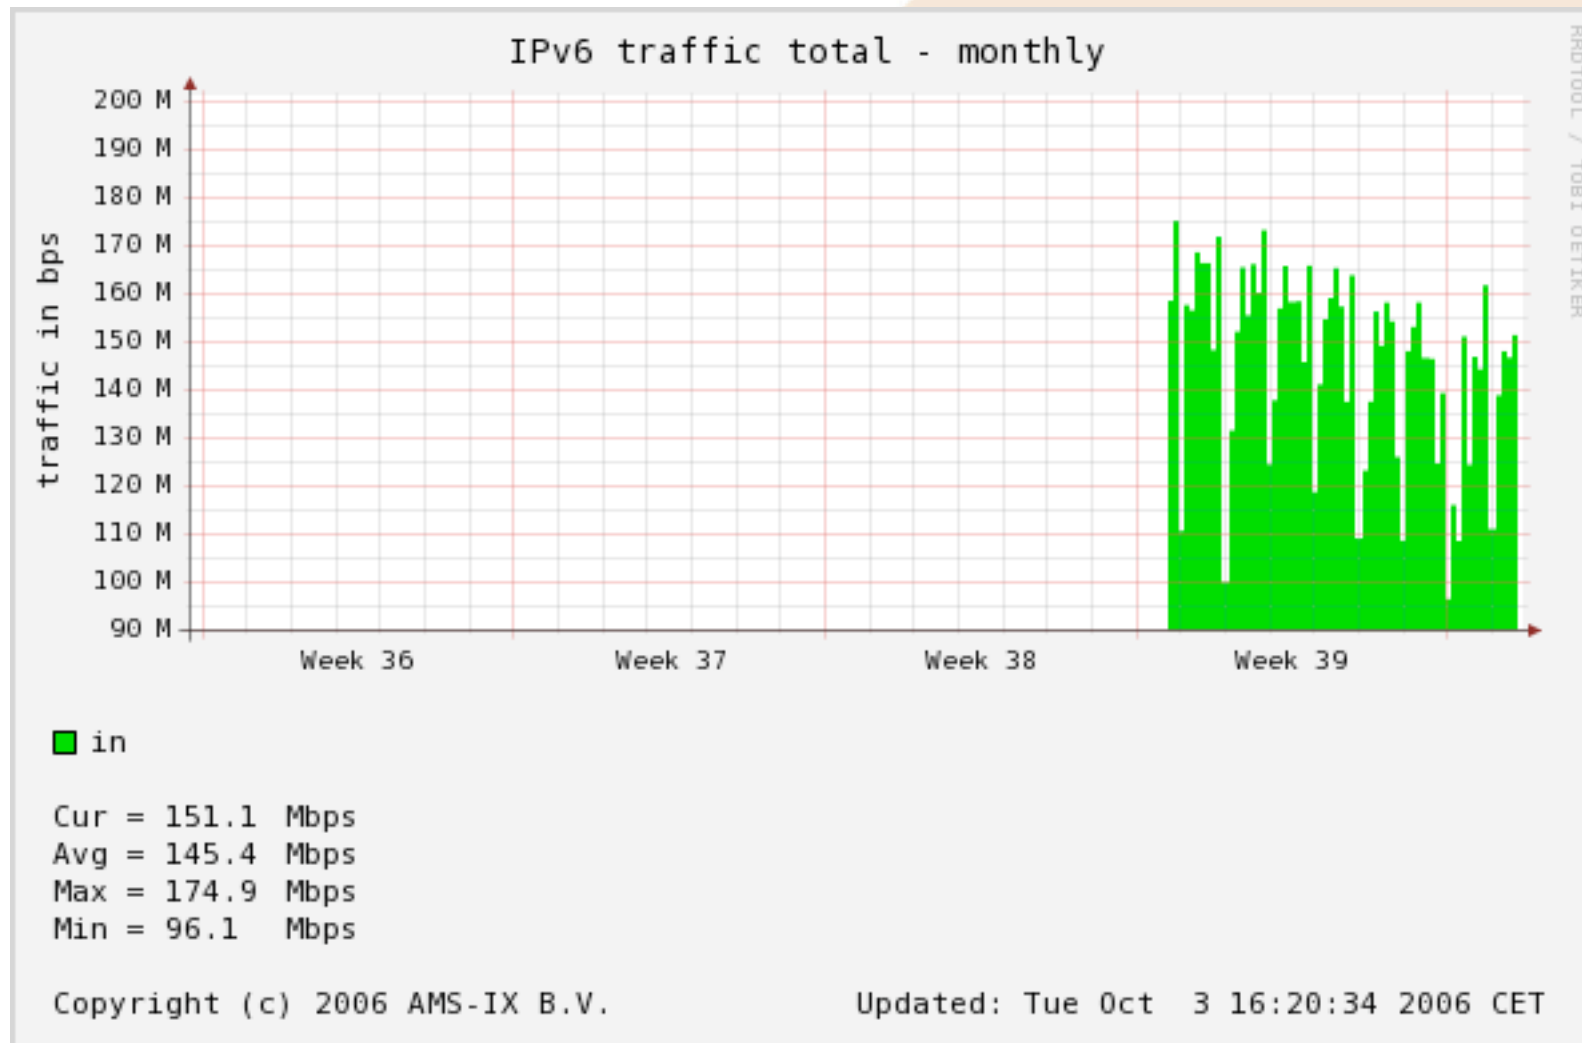 IPv6 traffic total - monthly
RRDTOOL / TOBI OETIKER
traffic in bps
200 M
190 M
180 M
170 M
160 M
150 M
140 M
130 M
120 M
110 M
100 M
90 M
Week 36 Week 37 Week 38 Week 39
in
Cur = 151.1 Mbps
Avg = 145.4 Mbps
Max = 174.9 Mbps
Min = 96.1 Mbps
Copyright (c) 2006 AMS-IX B.V. Updated: Tue Oct 3 16:20:34 2006 CET